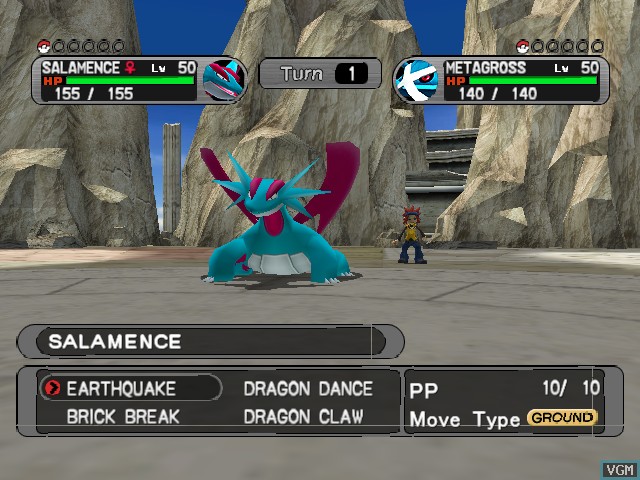 SALAMENCE ♀ Lv 50
HP
155 / 155
Turn 1
METAGROSS Lv 50
HP
140 / 140
SALAMENCE
EARTHQUAKE DRAGON DANCE
BRICK BREAK DRAGON CLAW
PP 10/ 10
Move Type GROUND
VGM